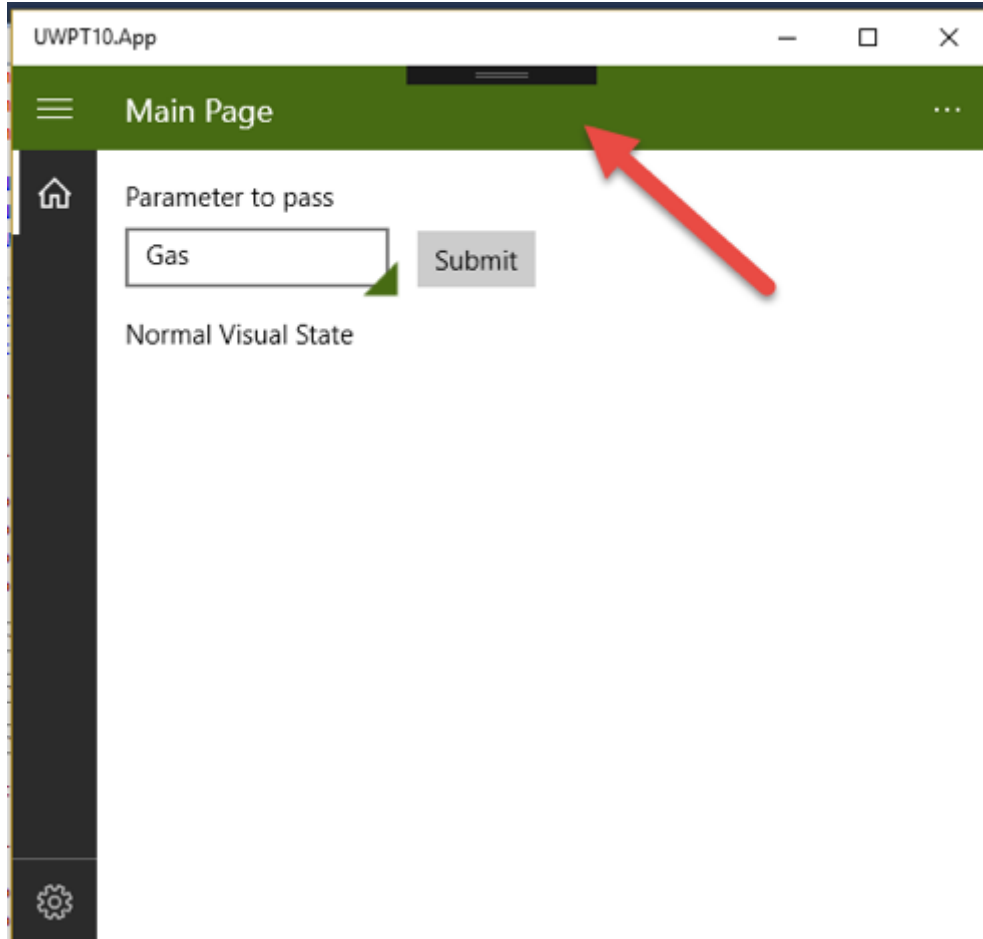 UWPT10.App
Main Page
Parameter to pass
Gas
Submit
Normal Visual State